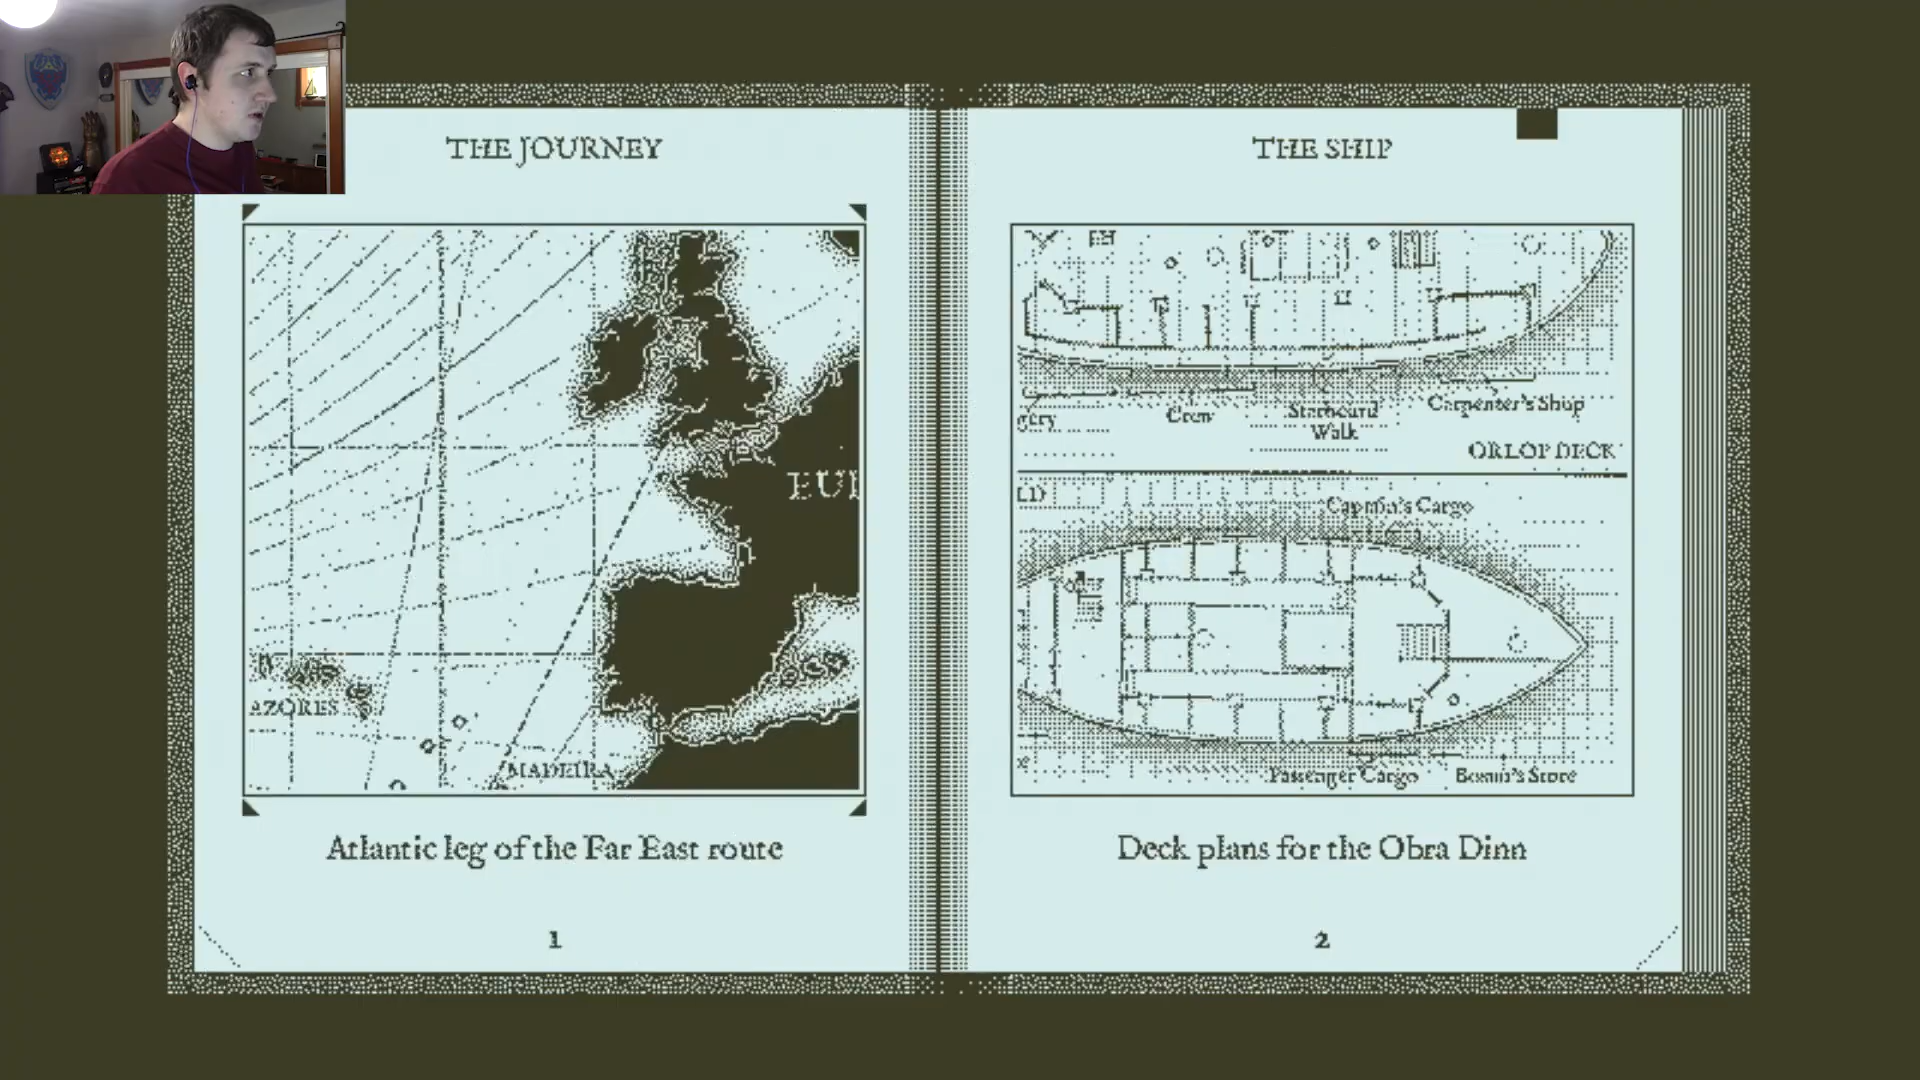 THE JOURNEY
AZORES
MADEIRA
Atlantic leg of the Far East route
1
THE SHIP
Crew
Starboard
Walk
Carpenter's Shop
ORLOP DECK
Captain's Cargo
Passenger Cargo
Bosun's Store
Deck plans for the Obra Dinn
2